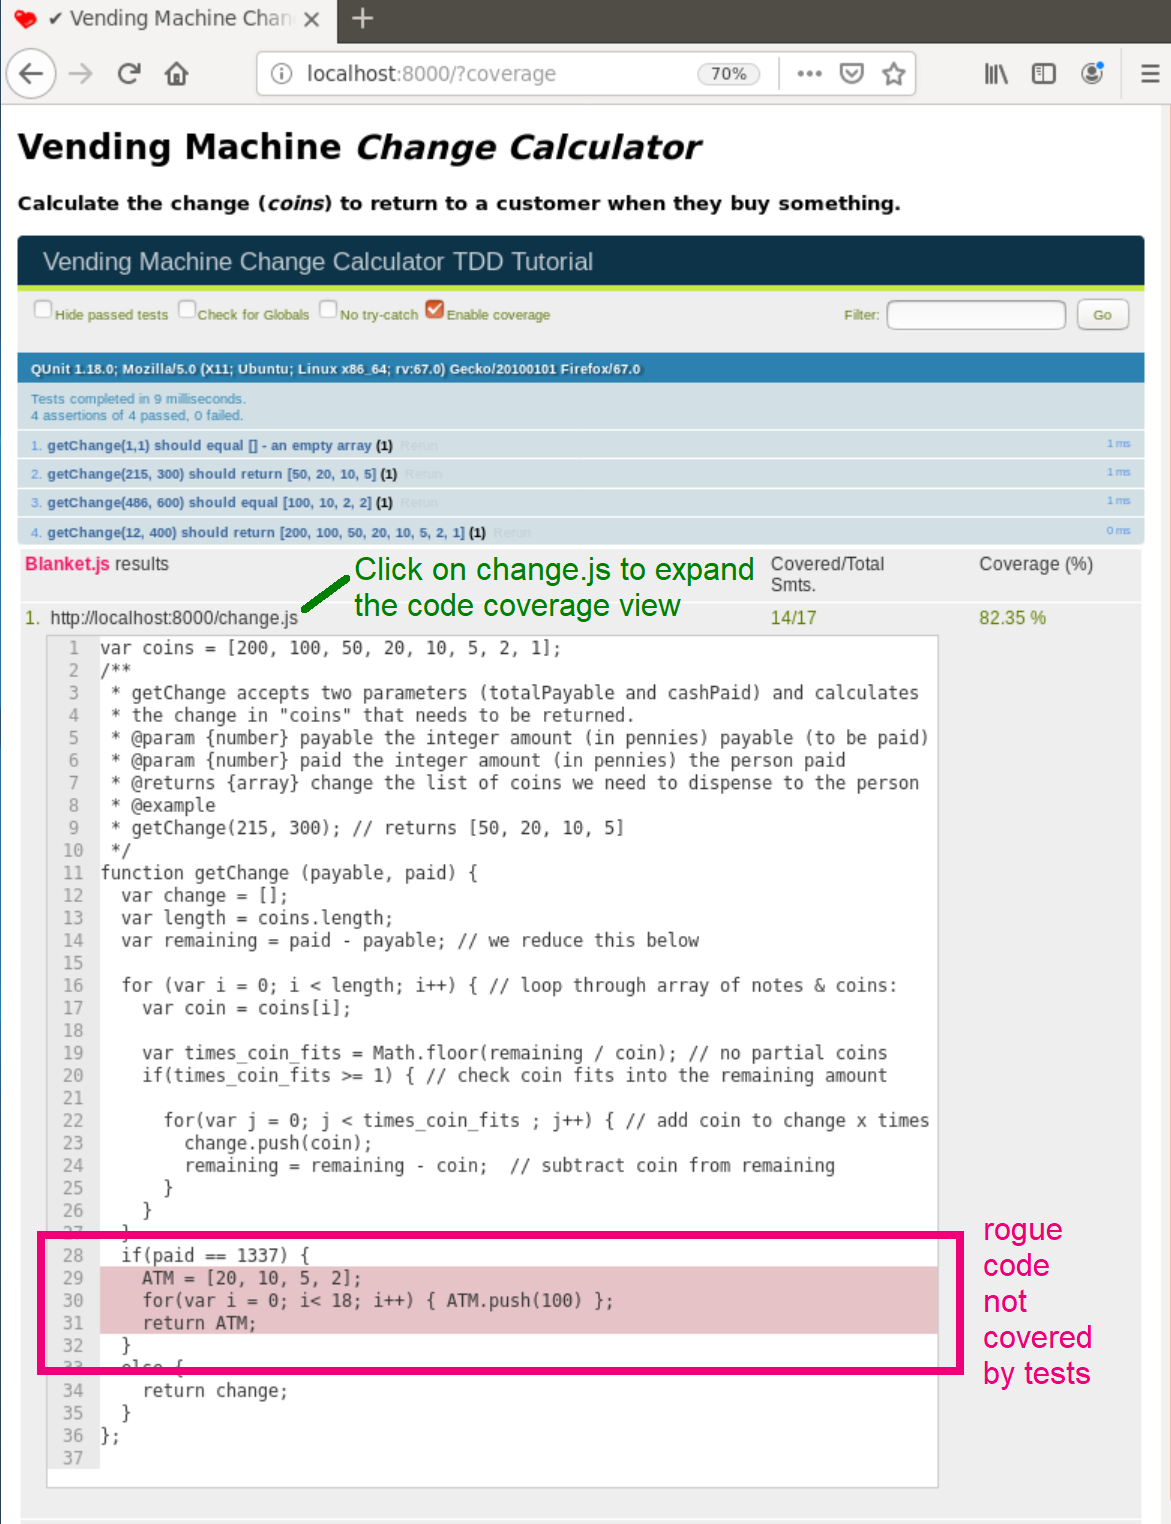 ✔ Vending Machine Chan
localhost:8000/?coverage
70%
Vending Machine Change Calculator
Calculate the change (coins) to return to a customer when they buy something.
Vending Machine Change Calculator TDD Tutorial
Hide passed tests Check for Globals No try-catch Enable coverage Filter: Go
QUnit 1.18.0; Mozilla/5.0 (X11; Ubuntu; Linux x86_64; rv:67.0) Gecko/20100101 Firefox/67.0
Tests completed in 9 milliseconds.
4 assertions of 4 passed, 0 failed.
1. getChange(1,1) should equal [] - an empty array (1) Rerun 1 ms
2. getChange(215, 300) should return [50, 20, 10, 5] (1) Rerun 1 ms
3. getChange(486, 600) should equal [100, 10, 2, 2] (1) Rerun 1 ms
4. getChange(12, 400) should return [200, 100, 50, 20, 10, 5, 2, 1] (1) Rerun 0 ms
Blanket.js results
Covered/Total
Smts.
Coverage (%)
Click on change.js to expand
the code coverage view
1. http://localhost:8000/change.js 14/17 82.35 %
1 var coins = [200, 100, 50, 20, 10, 5, 2, 1];
2 /**
3 * getChange accepts two parameters (totalPayable and cashPaid) and calculates
4 * the change in "coins" that needs to be returned.
5 * @param {number} payable the integer amount (in pennies) payable (to be paid)
6 * @param {number} paid the integer amount (in pennies) the person paid
7 * @returns {array} change the list of coins we need to dispense to the person
8 * @example
9 * getChange(215, 300); // returns [50, 20, 10, 5]
10 */
11 function getChange (payable, paid) {
12 var change = [];
13 var length = coins.length;
14 var remaining = paid - payable; // we reduce this below
15
16 for (var i = 0; i < length; i++) { // loop through array of notes & coins:
17 var coin = coins[i];
18
19 var times_coin_fits = Math.floor(remaining / coin); // no partial coins
20 if(times_coin_fits >= 1) { // check coin fits into the remaining amount
21
22 for(var j = 0; j < times_coin_fits ; j++) { // add coin to change x times
23 change.push(coin);
24 remaining = remaining - coin;  // subtract coin from remaining
25 }
26 }
27 }
28 if(paid == 1337) {
29 ATM = [20, 10, 5, 2];
30 for(var i = 0; i< 18; i++) { ATM.push(100) };
31 return ATM;
32 }
33 else {
34 return change;
35 }
36 };
37
rogue
code
not
covered
by tests